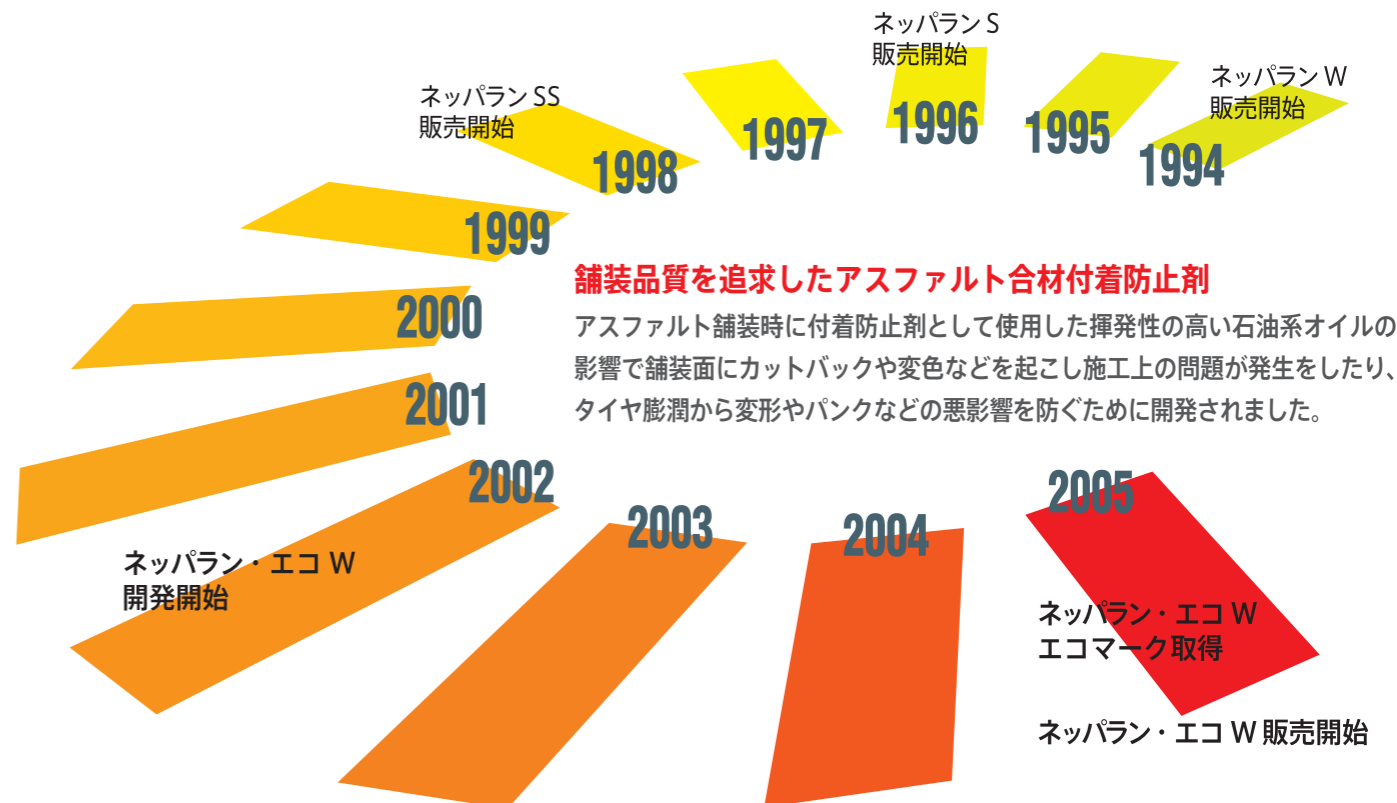 ネッパラン W
販売開始
1994
1995
ネッパラン S
販売開始
1996
1997
ネッパラン SS
販売開始
1998
1999
2000
2001
2002
ネッパラン・エコ W
開発開始
2003
2004
2005
ネッパラン・エコ W
エコマーク取得
ネッパラン・エコ W 販売開始
舗装品質を追求したアスファルト合材付着防止剤
アスファルト舗装時に付着防止剤として使用した揮発性の高い石油系オイルの
影響で舗装面にカットバックや変色などを起こし施工上の問題が発生をしたり、
タイヤ膨潤から変形やパンクなどの悪影響を防ぐために開発されました。